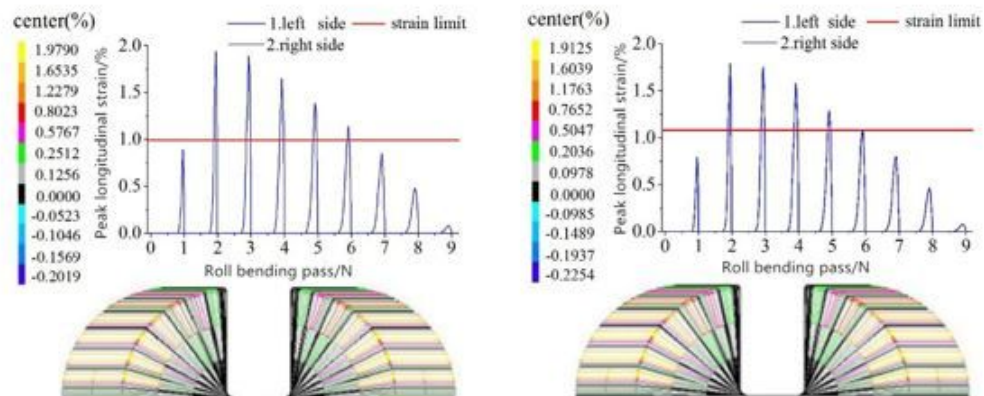 center(%)
1.9790
1.6535
1.2279
0.8023
0.5767
0.2512
0.1256
0.0000
-0.0523
-0.1046
-0.1569
-0.2019
1.left side
strain limit
2.right side
Peak longitudinal strain/%
2.0
1.5
1.0
0.5
0.0
0 1 2 3 4 5 6 7 8 9
Roll bending pass/N
center(%)
1.9125
1.6039
1.1763
0.7652
0.5047
0.2036
0.0978
0.0000
-0.0985
-0.1489
-0.1937
-0.2254
1.left side
strain limit
2.right side
Peak longitudinal strain/%
2.0
1.5
1.0
0.5
0.0
0 1 2 3 4 5 6 7 8 9
Roll bending pass/N